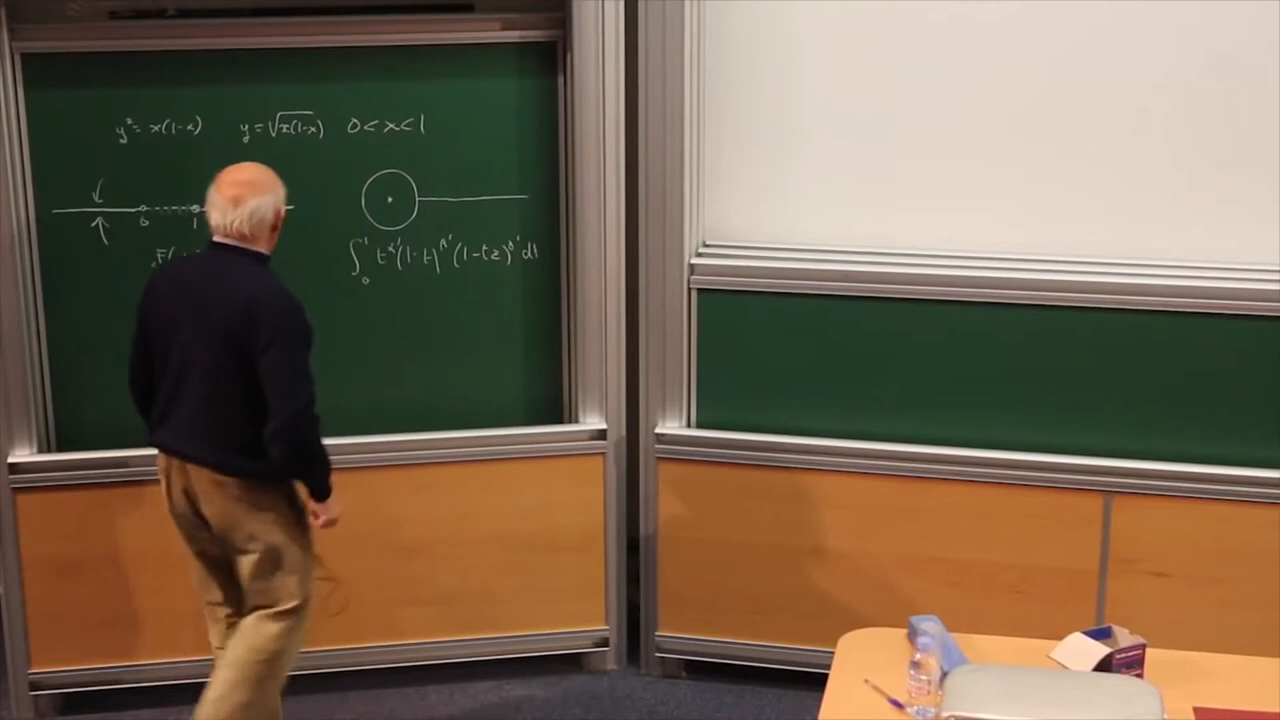 y² = x(1-x) y = √x(1-x) 0 < x < 1
0 1
F(
∫₀¹ t^α′ (1-t)^β′ (1-tz)^γ′ dt